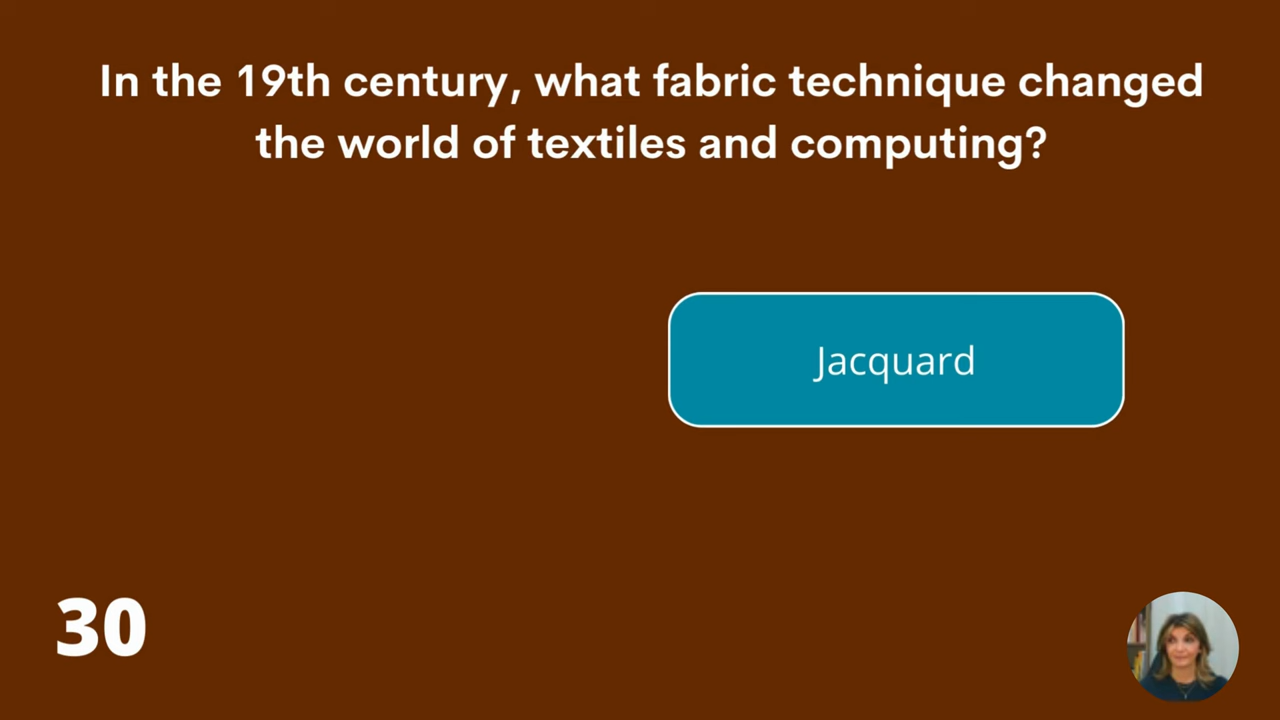 In the 19th century, what fabric technique changed
the world of textiles and computing?
Jacquard
30